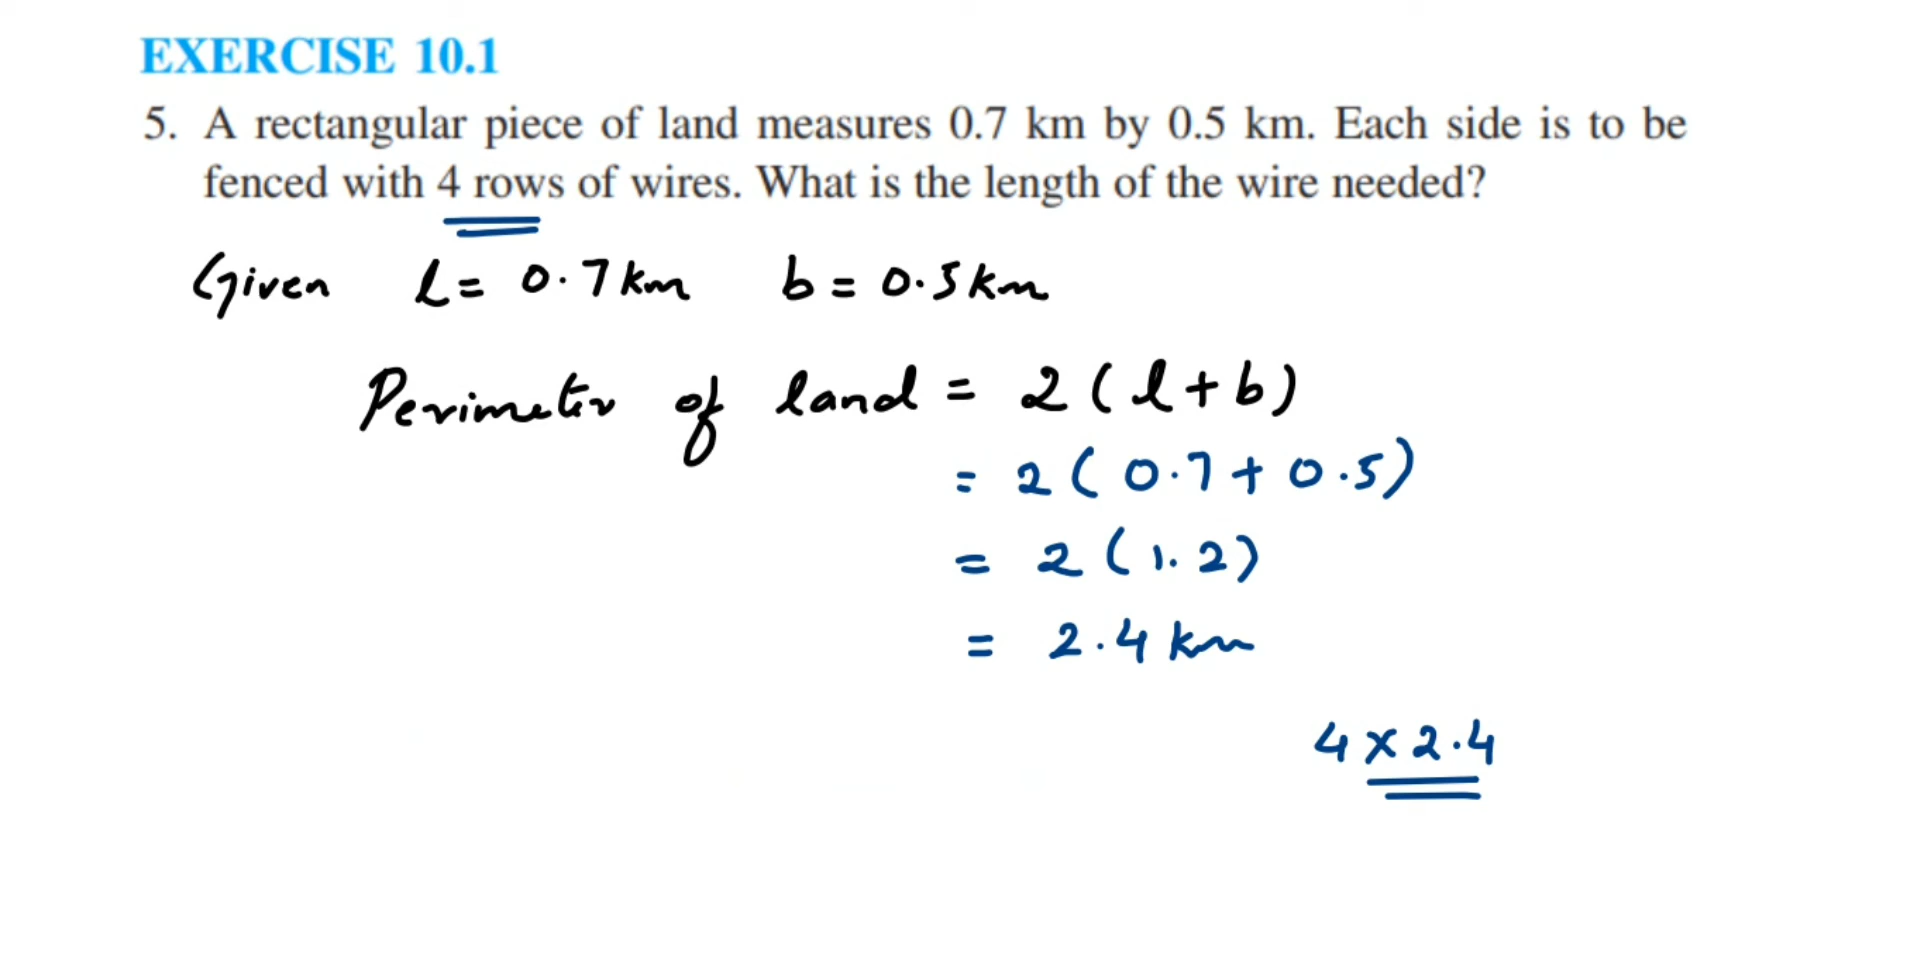 EXERCISE 10.1
5. A rectangular piece of land measures 0.7 km by 0.5 km. Each side is to be
fenced with 4 rows of wires. What is the length of the wire needed?
Given l = 0.7 km b = 0.5 km
Perimeter of land = 2 ( l + b )
= 2 ( 0.7 + 0.5 )
= 2 ( 1.2 )
= 2.4 km
4 × 2.4